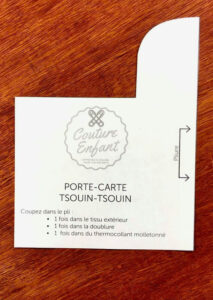 Couture
Enfant
PORTE-CARTE
TSOUIN-TSOUIN
Coupez dans le pli
• 1 fois dans le tissu extérieur
• 1 fois dans la doublure
• 1 fois dans du thermocollant molletonné
Pliure